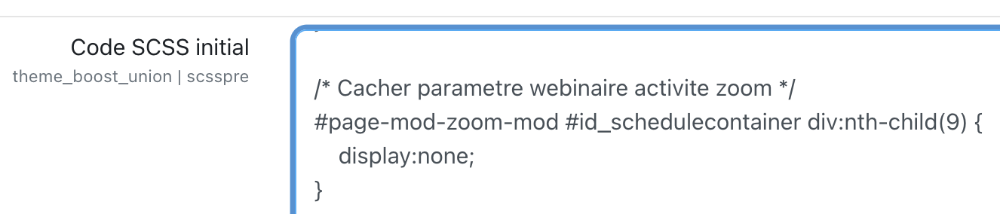 Code SCSS initial
theme_boost_union | scsspre
/* Cacher parametre webinaire activite zoom */
#page-mod-zoom-mod #id_schedulecontainer div:nth-child(9) {
display:none;
}